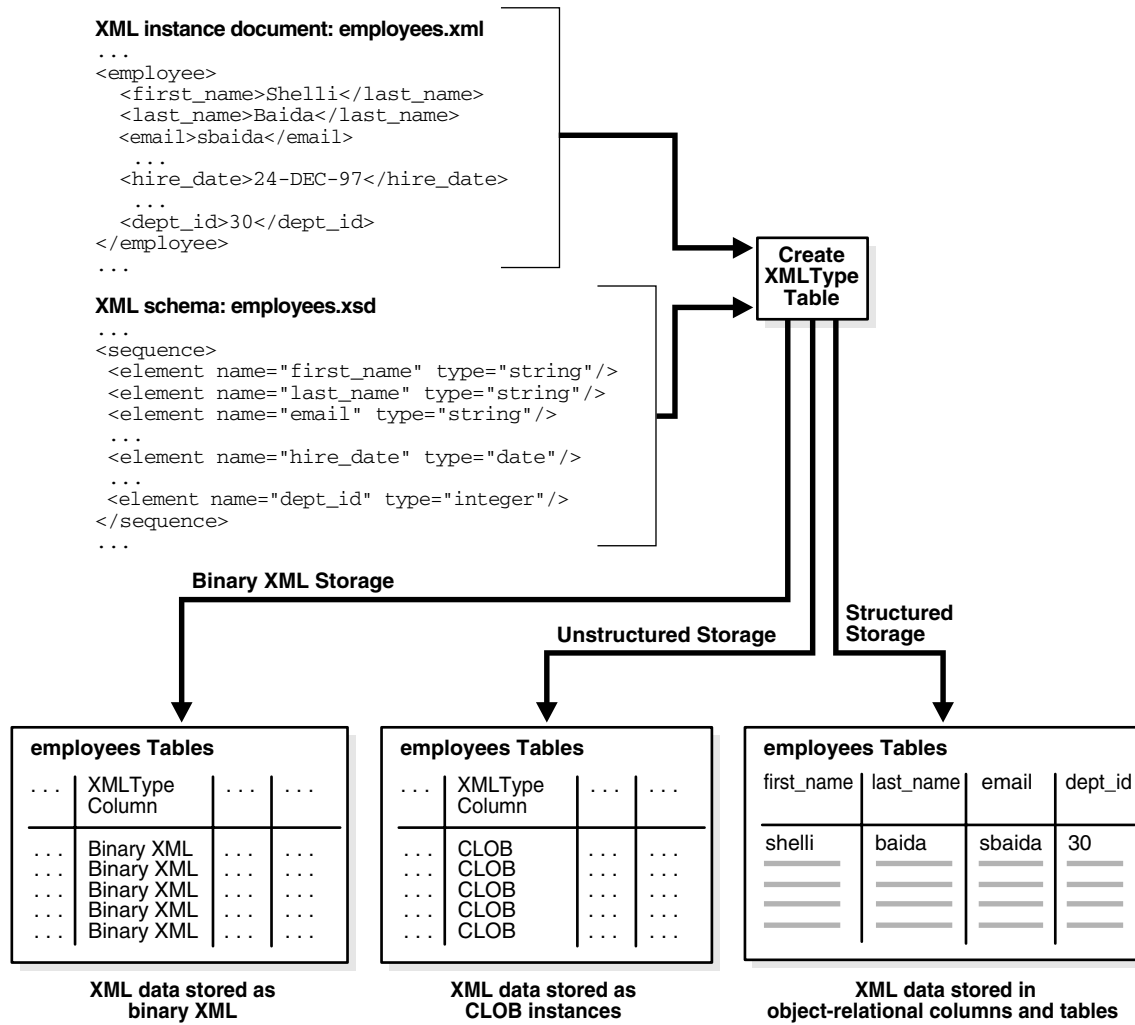 XML instance document: employees.xml
...
<employee>
<first_name>Shelli</last_name>
<last_name>Baida</last_name>
<email>sbaida</email>
...
<hire_date>24-DEC-97</hire_date>
...
<dept_id>30</dept_id>
</employee>
...
XML schema: employees.xsd
...
<sequence>
<element name="first_name" type="string"/>
<element name="last_name" type="string"/>
<element name="email" type="string"/>
...
<element name="hire_date" type="date"/>
...
<element name="dept_id" type="integer"/>
</sequence>
...
Create
XMLType
Table
Binary XML Storage
Unstructured Storage
Structured
Storage
employees Tables
... XMLType ... ...
Column
... Binary XML ... ...
... Binary XML ... ...
... Binary XML ... ...
... Binary XML ... ...
... Binary XML ... ...
XML data stored as
binary XML
employees Tables
... XMLType ... ...
Column
... CLOB ... ...
... CLOB ... ...
... CLOB ... ...
... CLOB ... ...
... CLOB ... ...
XML data stored as
CLOB instances
employees Tables
first_name last_name email dept_id
shelli baida sbaida 30
XML data stored in
object-relational columns and tables